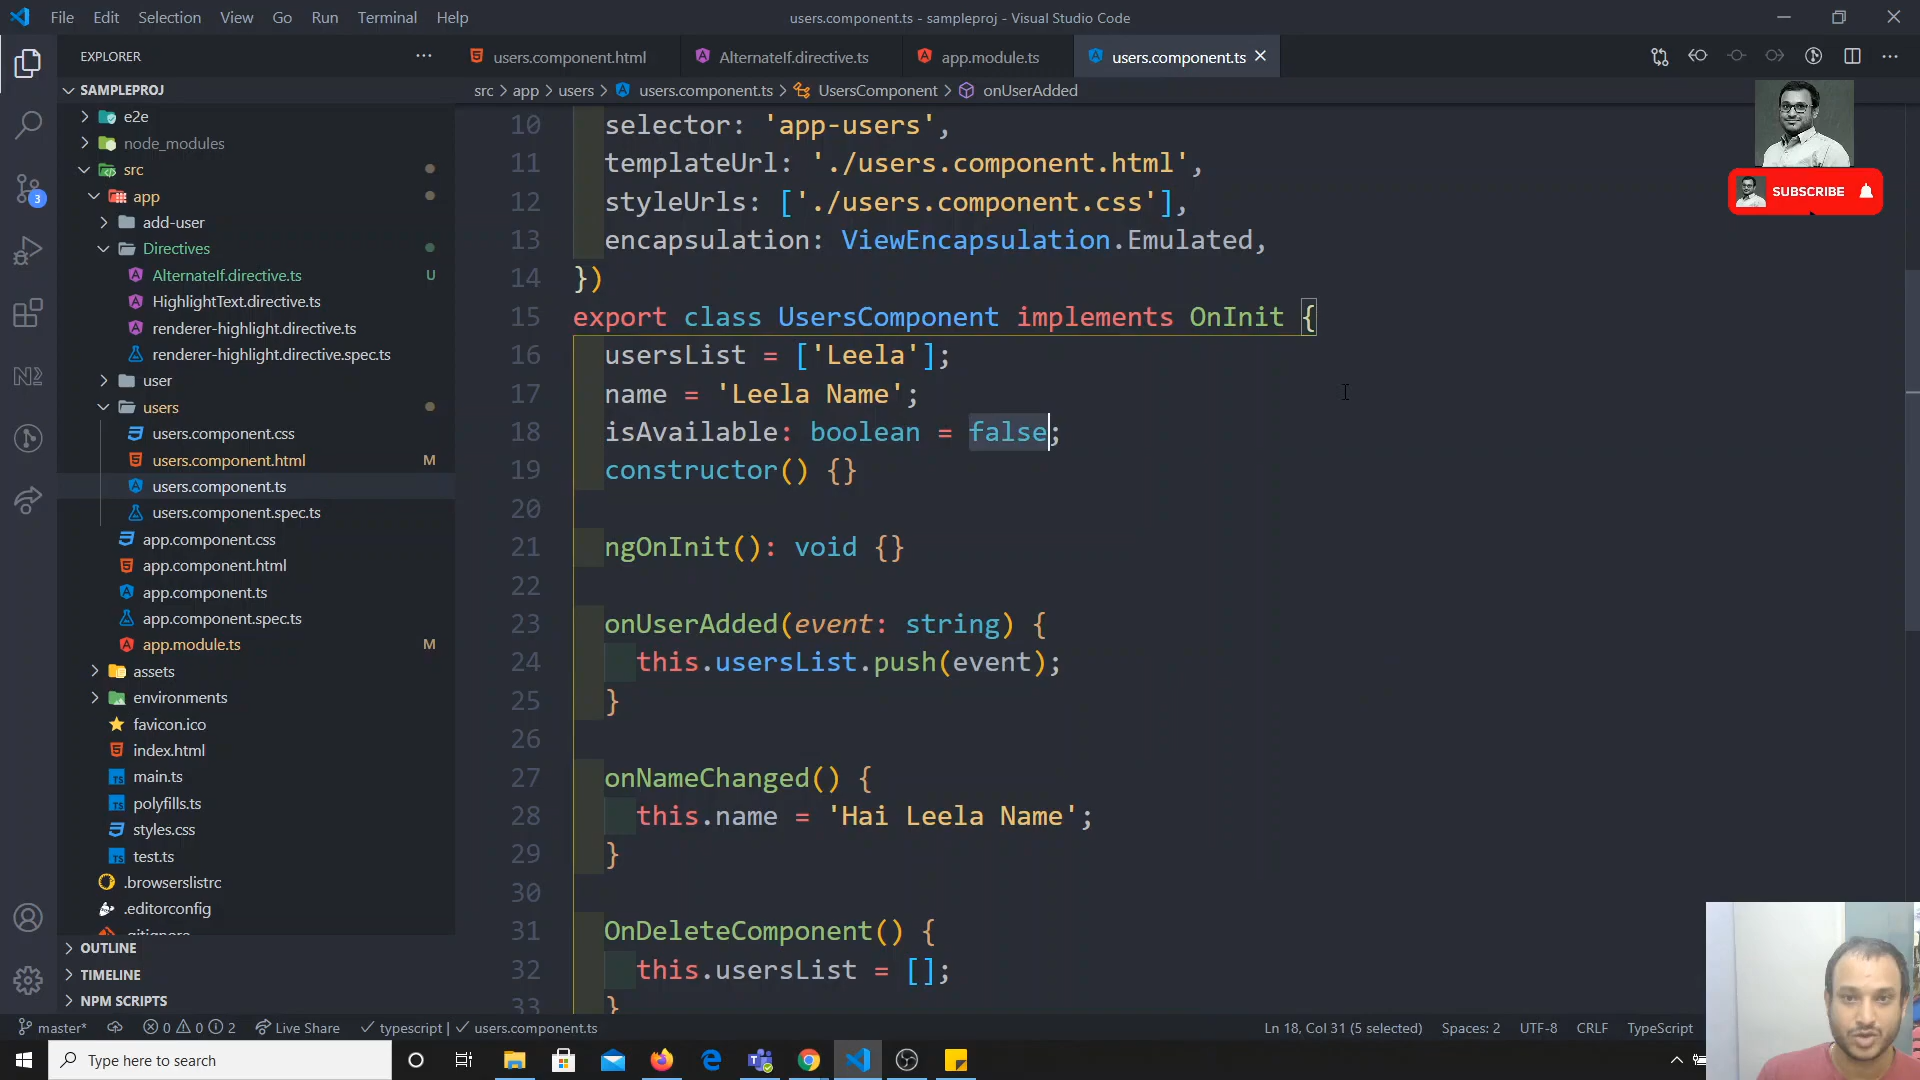 File Edit Selection View Go Run Terminal Help
users.component.ts - sampleproj - Visual Studio Code
EXPLORER
users.component.html
AlternateIf.directive.ts
app.module.ts
users.component.ts
SAMPLEPROJ
src > app > users > users.component.ts > UsersComponent > onUserAdded
e2e
node_modules
src
app
add-user
Directives
AlternateIf.directive.ts U
HighlightText.directive.ts
renderer-highlight.directive.ts
renderer-highlight.directive.spec.ts
user
users
users.component.css
users.component.html M
users.component.ts
users.component.spec.ts
app.component.css
app.component.html
app.component.ts
app.component.spec.ts
app.module.ts M
assets
environments
favicon.ico
index.html
main.ts
polyfills.ts
styles.css
test.ts
.browserslistrc
.editorconfig
.gitignore
OUTLINE
TIMELINE
NPM SCRIPTS
3
10 selector: 'app-users',
11 templateUrl: './users.component.html',
12 styleUrls: ['./users.component.css'],
13 encapsulation: ViewEncapsulation.Emulated,
14 })
15 export class UsersComponent implements OnInit {
16 usersList = ['Leela'];
17 name = 'Leela Name';
18 isAvailable: boolean = false;
19 constructor() {}
20
21 ngOnInit(): void {}
22
23 onUserAdded(event: string) {
24 this.usersList.push(event);
25 }
26
27 onNameChanged() {
28 this.name = 'Hai Leela Name';
29 }
30
31 OnDeleteComponent() {
32 this.usersList = [];
33 }
SUBSCRIBE
master* 0 0 2 Live Share typescript | users.component.ts
Ln 18, Col 31 (5 selected) Spaces: 2 UTF-8 CRLF TypeScript
Type here to search